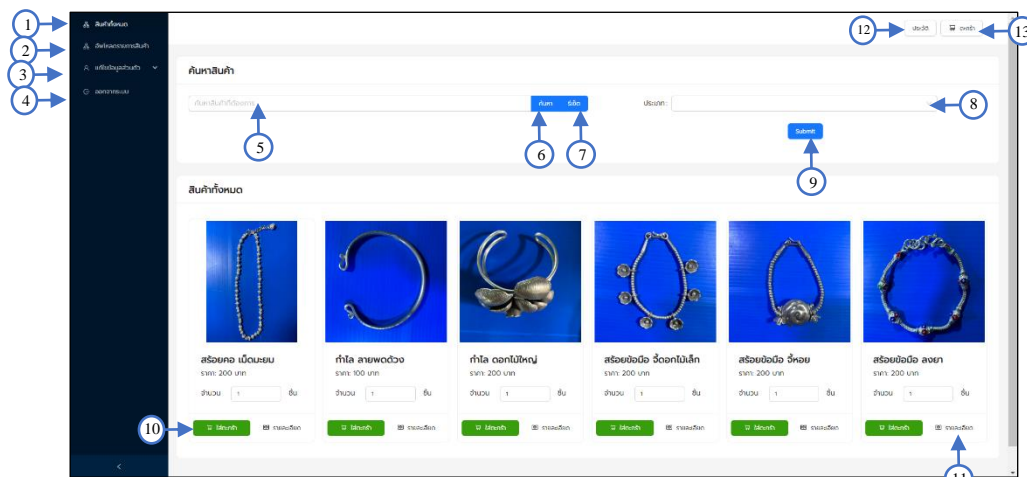 1
สินค้าทั้งหมด
2
อัพโหลดรายการสินค้า
3
แก้ไขข้อมูลส่วนตัว
4
ออกจากระบบ
12
ประวัติ
ตะกร้า
13
ค้นหาสินค้า
ค้นหาสินค้าที่ต้องการ
ค้นหา
รีเซ็ต
ประเภท :
8
5
6
7
Submit
9
สินค้าทั้งหมด
สร้อยคอ เม็ดมะยม
ราคา: 200 บาท
จำนวน 1 ชิ้น
ใส่ตะกร้า รายละเอียด
กำไล ลายพดด้วง
ราคา: 100 บาท
จำนวน 1 ชิ้น
ใส่ตะกร้า รายละเอียด
กำไล ดอกไม้ใหญ่
ราคา: 200 บาท
จำนวน 1 ชิ้น
ใส่ตะกร้า รายละเอียด
สร้อยข้อมือ จี้ดอกไม้เล็ก
ราคา: 200 บาท
จำนวน 1 ชิ้น
ใส่ตะกร้า รายละเอียด
สร้อยข้อมือ จี้หอย
ราคา: 200 บาท
จำนวน 1 ชิ้น
ใส่ตะกร้า รายละเอียด
สร้อยข้อมือ ลงยา
ราคา: 200 บาท
จำนวน 1 ชิ้น
ใส่ตะกร้า รายละเอียด
10
11